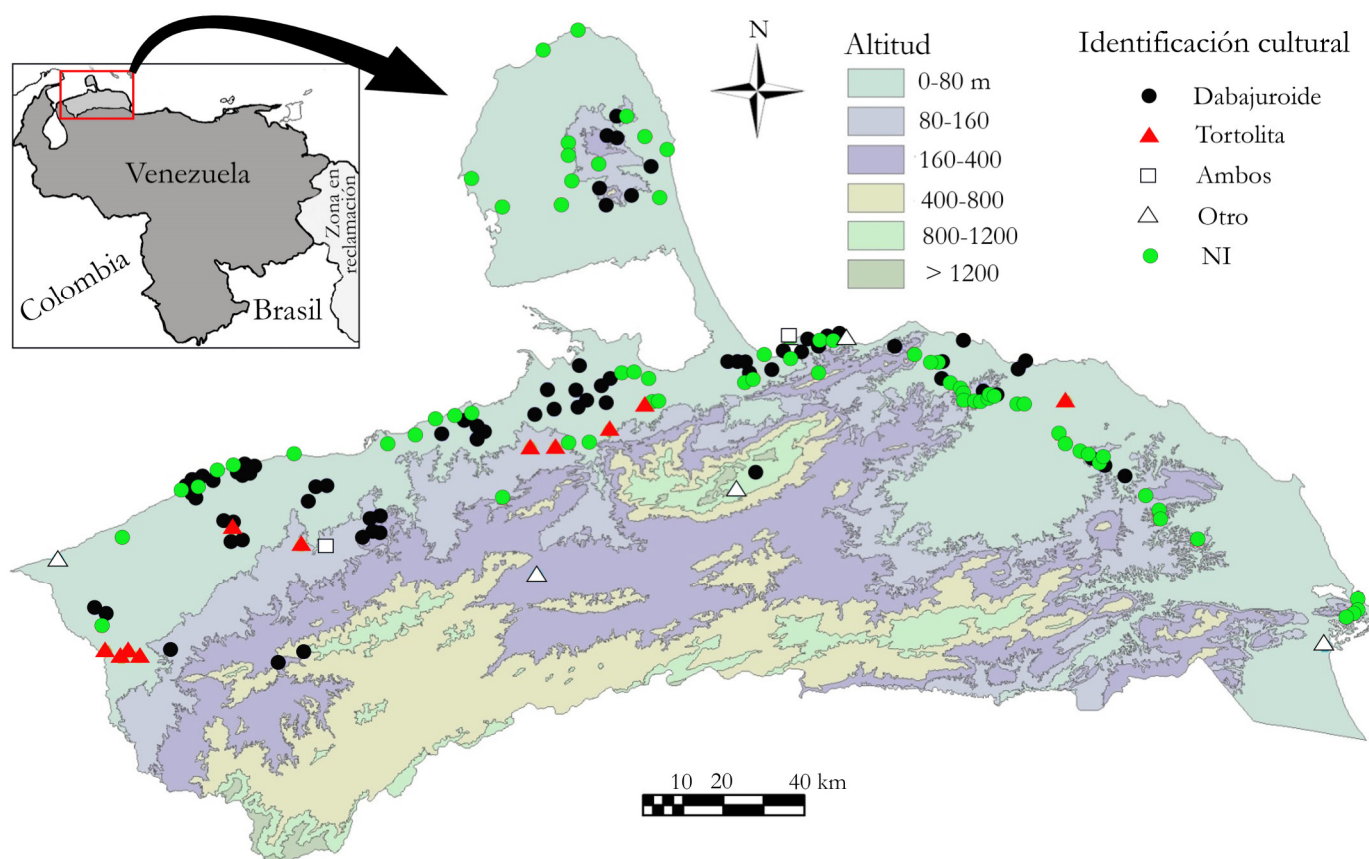 Venezuela
Zona en
reclamación
Colombia
Brasil
N
Altitud
0-80 m
80-160
160-400
400-800
800-1200
> 1200
Identificación cultural
Dabajuroide
Tortolita
Ambos
Otro
NI
10 20 40 km